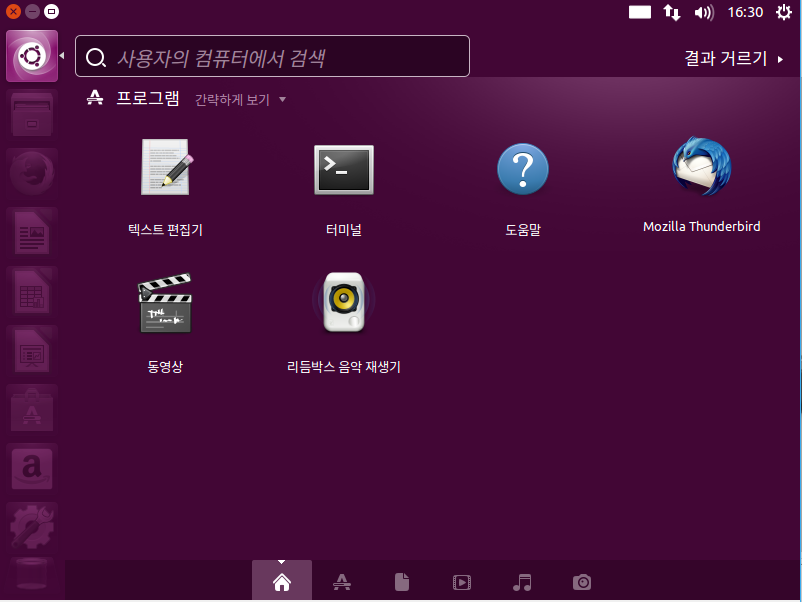 16:30
사용자의 컴퓨터에서 검색
결과 거르기
프로그램 간략하게 보기
텍스트 편집기
터미널
도움말
Mozilla Thunderbird
동영상
리듬박스 음악 재생기